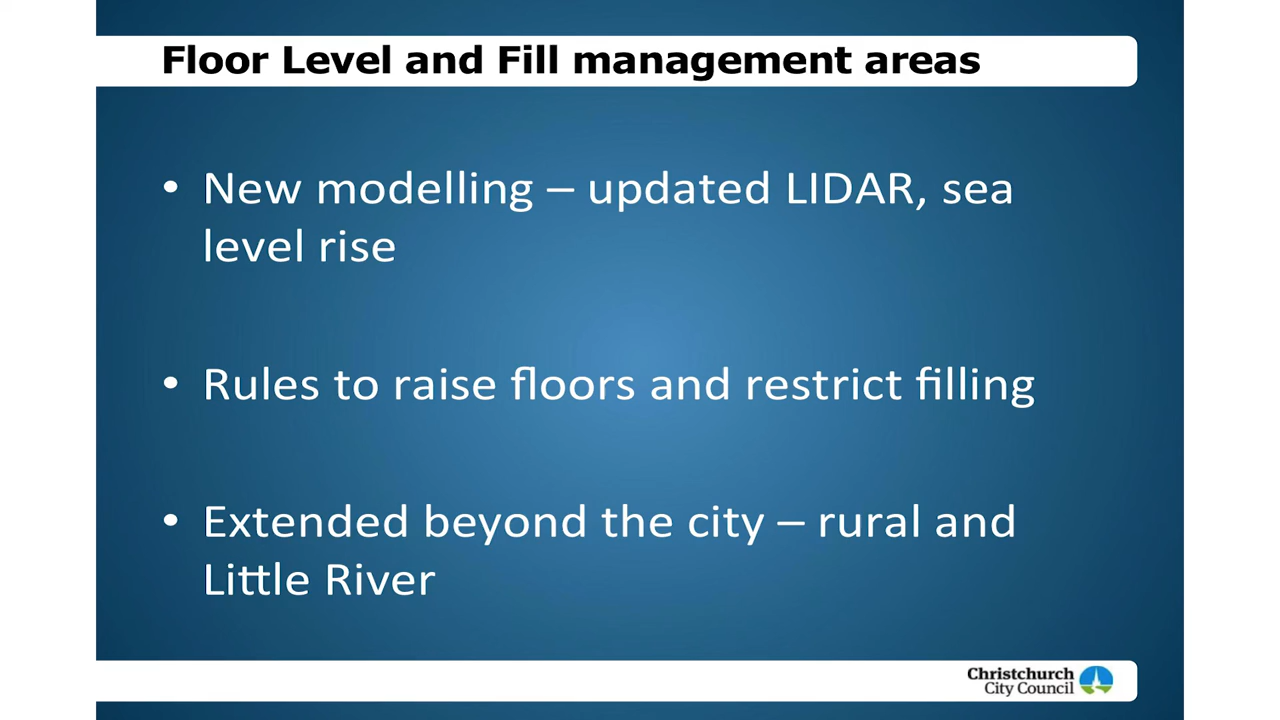 Floor Level and Fill management areas
• New modelling – updated LIDAR, sea
level rise
• Rules to raise floors and restrict filling
• Extended beyond the city – rural and
Little River
Christchurch
City Council